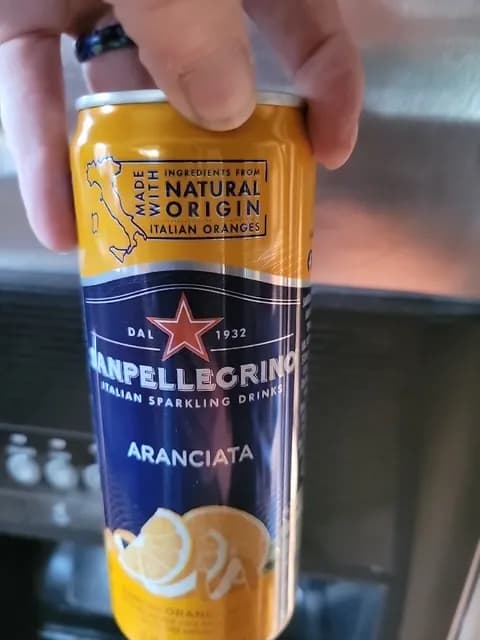 MADE WITH
INGREDIENTS FROM
NATURAL
ORIGIN
ITALIAN ORANGES
DAL 1932
SANPELLEGRINO
ITALIAN SPARKLING DRINKS
ARANCIATA